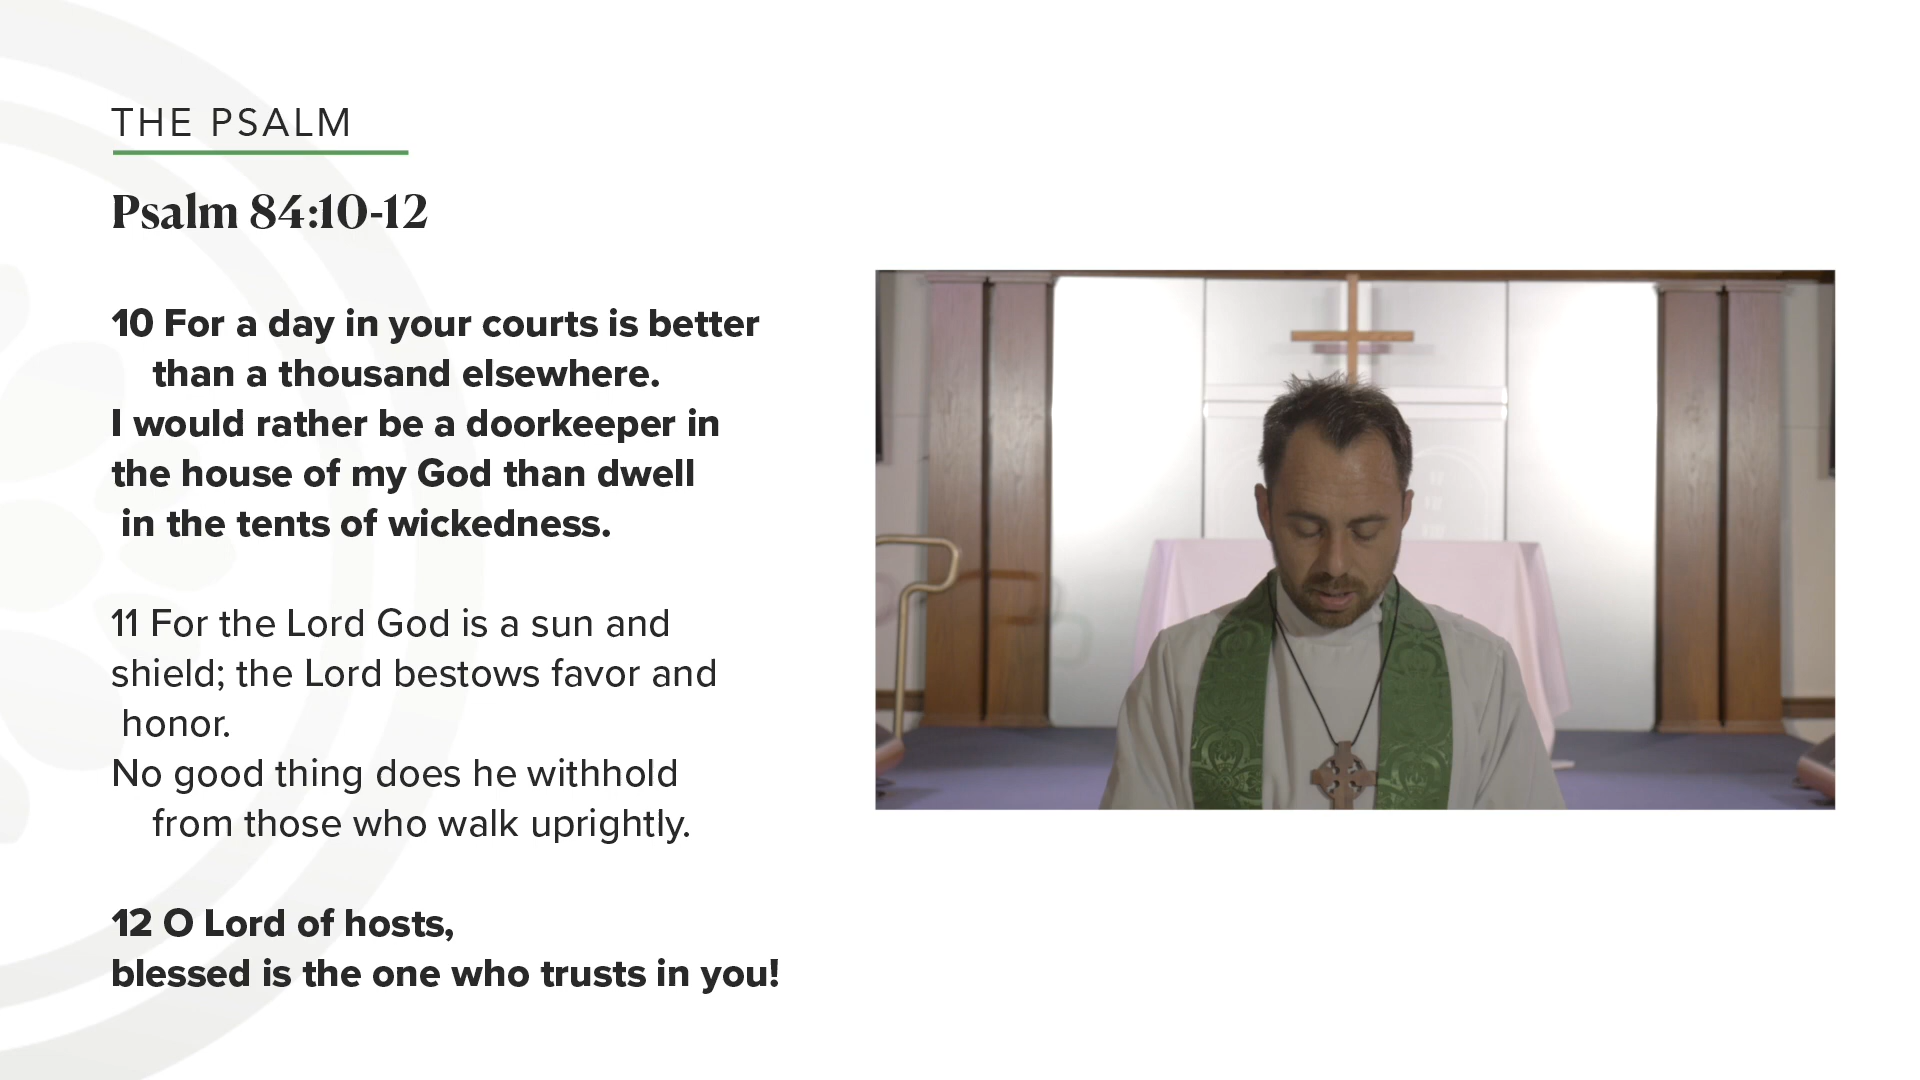 THE PSALM
Psalm 84:10-12
10 For a day in your courts is better
than a thousand elsewhere.
I would rather be a doorkeeper in
the house of my God than dwell
in the tents of wickedness.
11 For the Lord God is a sun and
shield; the Lord bestows favor and
honor.
No good thing does he withhold
from those who walk uprightly.
12 O Lord of hosts,
blessed is the one who trusts in you!